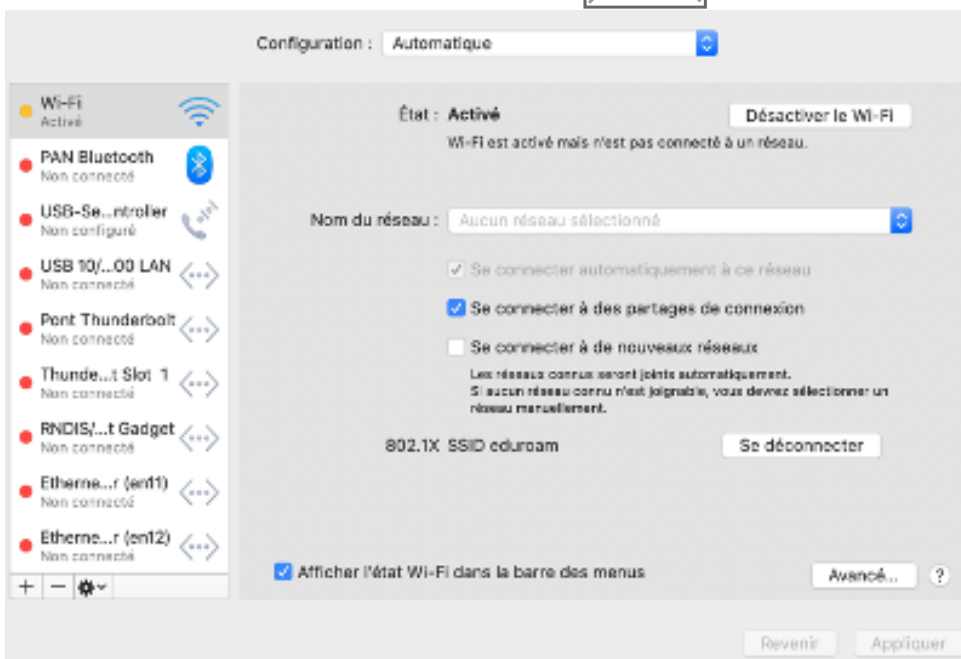 Configuration : Automatique
Wi-Fi
Activé
PAN Bluetooth
Non connecté
USB-Se...ntroller
Non configuré
USB 10/...00 LAN
Non connecté
Pont Thunderbolt
Non connecté
Thunde...t Slot 1
Non connecté
RNDIS/...t Gadget
Non connecté
Etherne...r (en11)
Non connecté
Etherne...r (en12)
Non connecté
État : Activé
Désactiver le Wi-Fi
Wi-Fi est activé mais n'est pas connecté à un réseau.
Nom du réseau : Aucun réseau sélectionné
Se connecter automatiquement à ce réseau
Se connecter à des partages de connexion
Se connecter à de nouveaux réseaux
Les réseaux connus seront joints automatiquement.
Si aucun réseau connu n'est joignable, vous devrez sélectionner un
réseau manuellement.
802.1X SSID eduroam
Se déconnecter
Afficher l'état Wi-Fi dans la barre des menus
Avancé... ?
Revenir
Appliquer